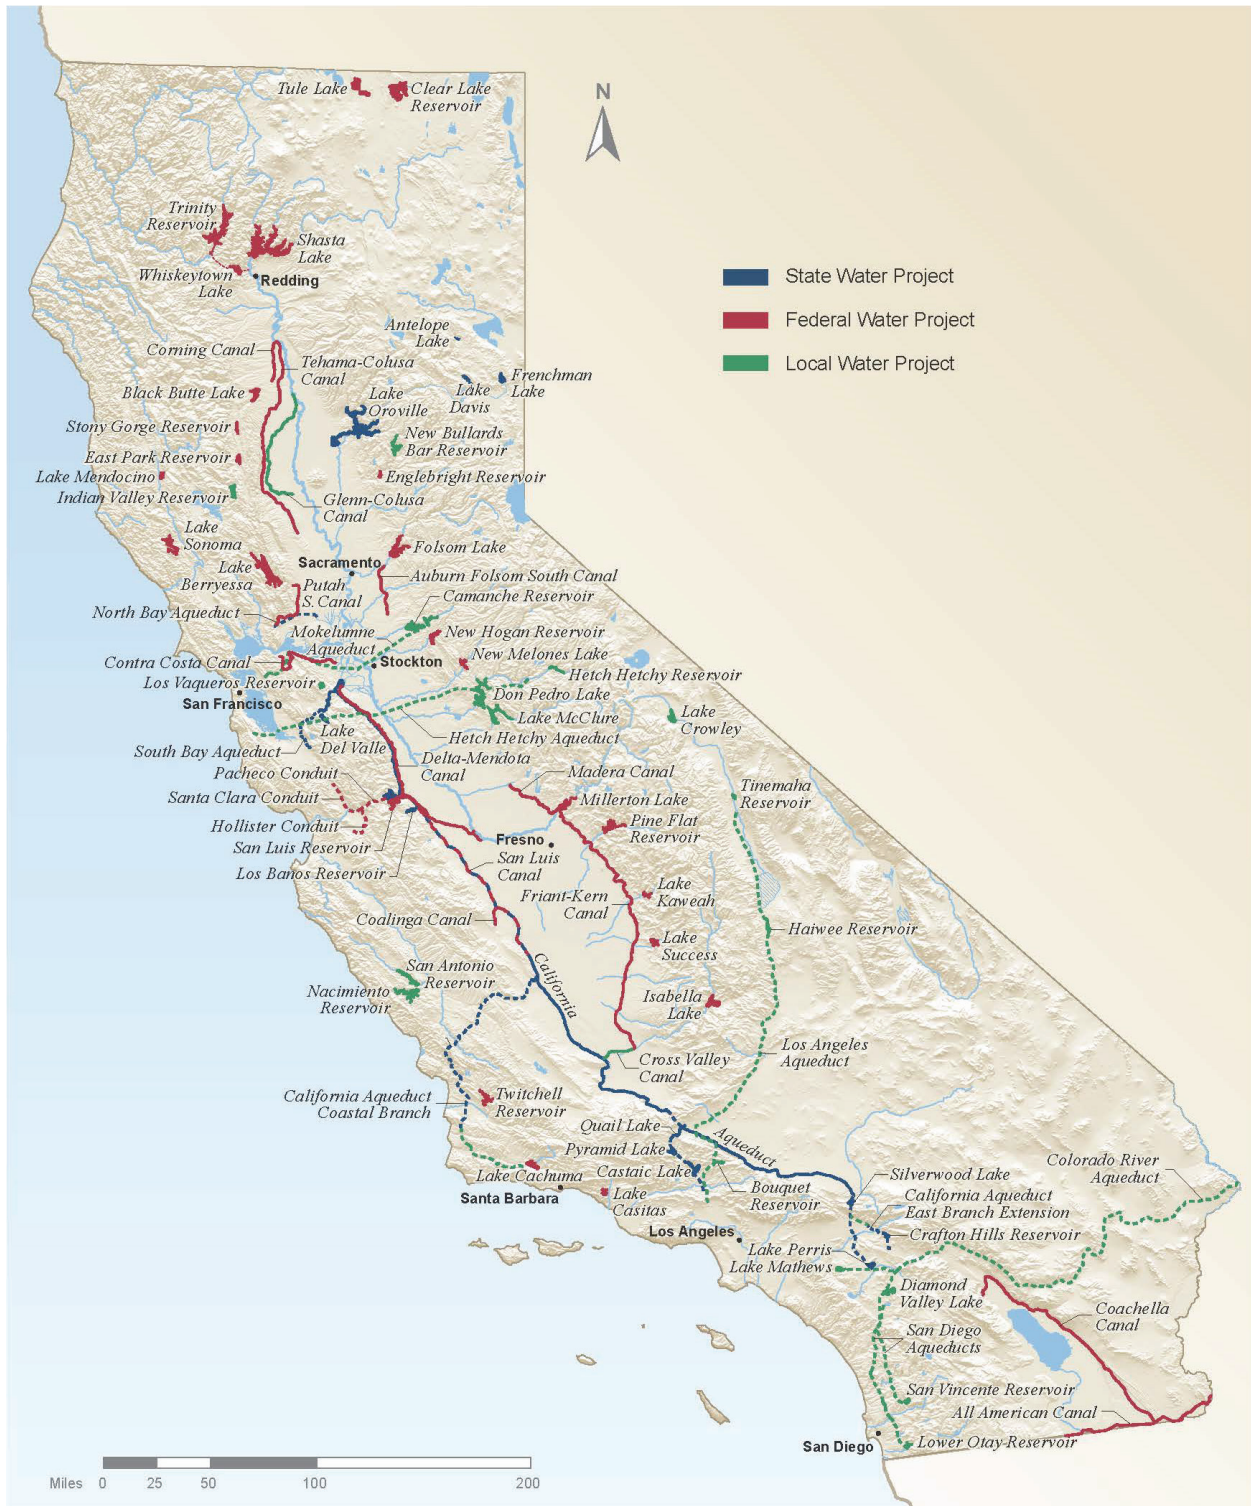 Tule Lake
Clear Lake
Reservoir
N
Trinity
Reservoir
Shasta
Lake
Whiskeytown
Lake
Redding
State Water Project
Federal Water Project
Local Water Project
Antelope
Lake
Corning Canal
Tehama-Colusa
Canal
Frenchman
Lake
Lake
Davis
Black Butte Lake
Lake
Oroville
Stony Gorge Reservoir
New Bullards
Bar Reservoir
East Park Reservoir
Lake Mendocino
Englebright Reservoir
Indian Valley Reservoir
Glenn-Colusa
Canal
Lake
Sonoma
Folsom Lake
Sacramento
Lake
Berryessa
Auburn Folsom South Canal
Putah
S. Canal
Camanche Reservoir
North Bay Aqueduct
Mokelumne
Aqueduct
New Hogan Reservoir
Contra Costa Canal
Stockton
New Melones Lake
Hetch Hetchy Reservoir
Los Vaqueros Reservoir
San Francisco
Don Pedro Lake
Lake McClure
Lake
Crowley
Lake
Del Valle
Hetch Hetchy Aqueduct
South Bay Aqueduct
Delta-Mendota
Canal
Pacheco Conduit
Madera Canal
Tinemaha
Reservoir
Santa Clara Conduit
Millerton Lake
Hollister Conduit
Pine Flat
Reservoir
San Luis Reservoir
Fresno
Los Banos Reservoir
San Luis
Canal
Lake
Kaweah
Friant-Kern
Canal
Coalinga Canal
Haiwee Reservoir
Lake
Success
San Antonio
Reservoir
California
Nacimiento
Reservoir
Isabella
Lake
Los Angeles
Aqueduct
Cross Valley
Canal
California Aqueduct
Coastal Branch
Twitchell
Reservoir
Quail Lake
Aqueduct
Pyramid Lake
Castaic Lake
Colorado River
Aqueduct
Lake Cachuma
Silverwood Lake
Santa Barbara
Lake
Casitas
Bouquet
Reservoir
California Aqueduct
East Branch Extension
Los Angeles
Crafton Hills Reservoir
Lake Perris
Lake Mathews
Diamond
Valley Lake
Coachella
Canal
San Diego
Aqueducts
San Vincente Reservoir
All American Canal
San Diego
Lower Otay Reservoir
Miles 0 25 50 100 200